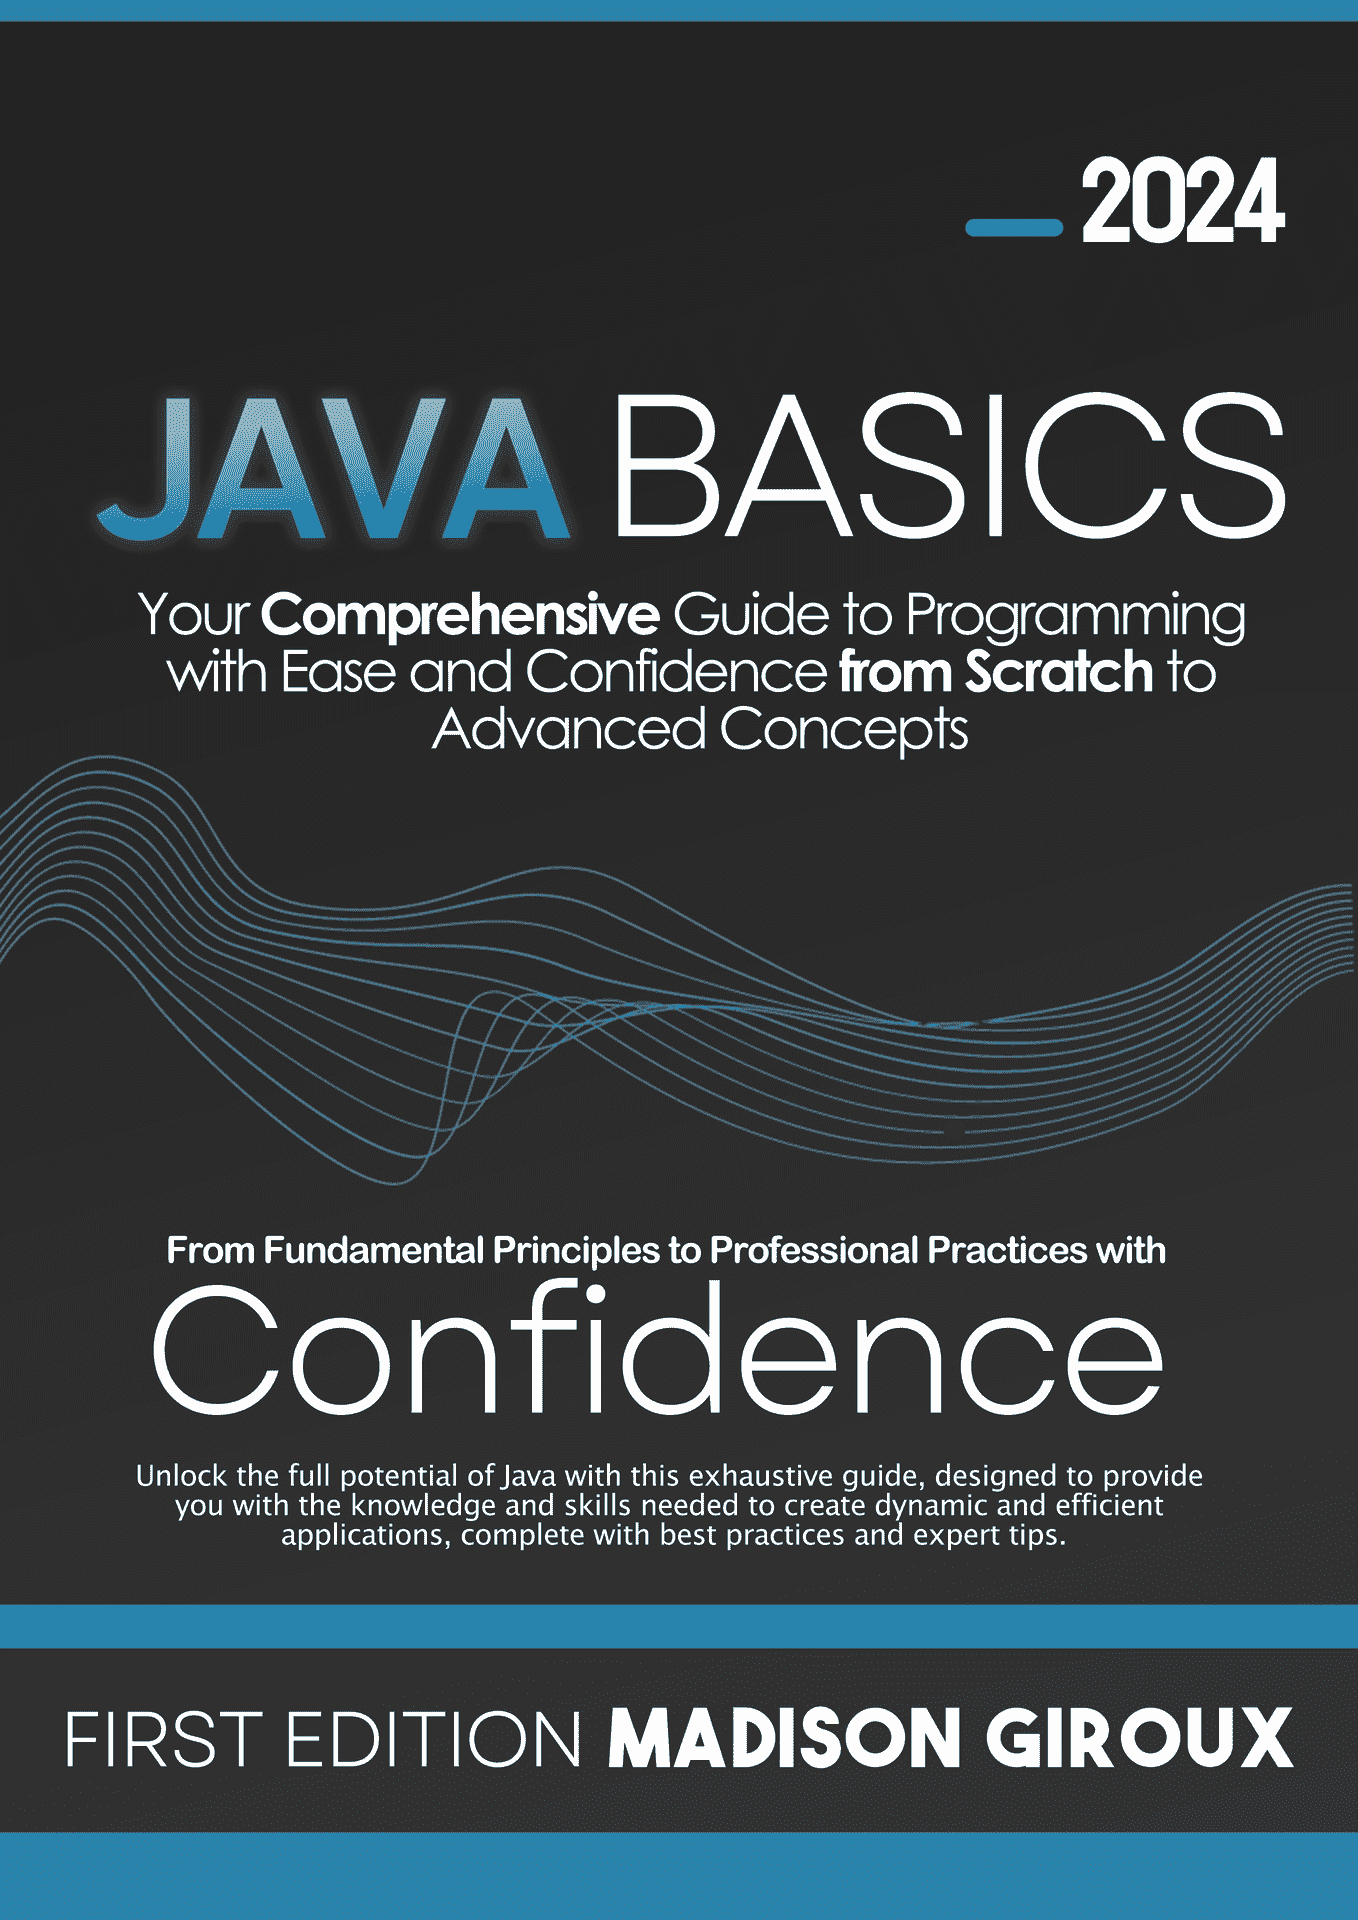 2024
JAVA BASICS
Your Comprehensive Guide to Programming
with Ease and Confidence from Scratch to
Advanced Concepts
From Fundamental Principles to Professional Practices with
Confidence
Unlock the full potential of Java with this exhaustive guide, designed to provide
you with the knowledge and skills needed to create dynamic and efficient
applications, complete with best practices and expert tips.
FIRST EDITION MADISON GIROUX